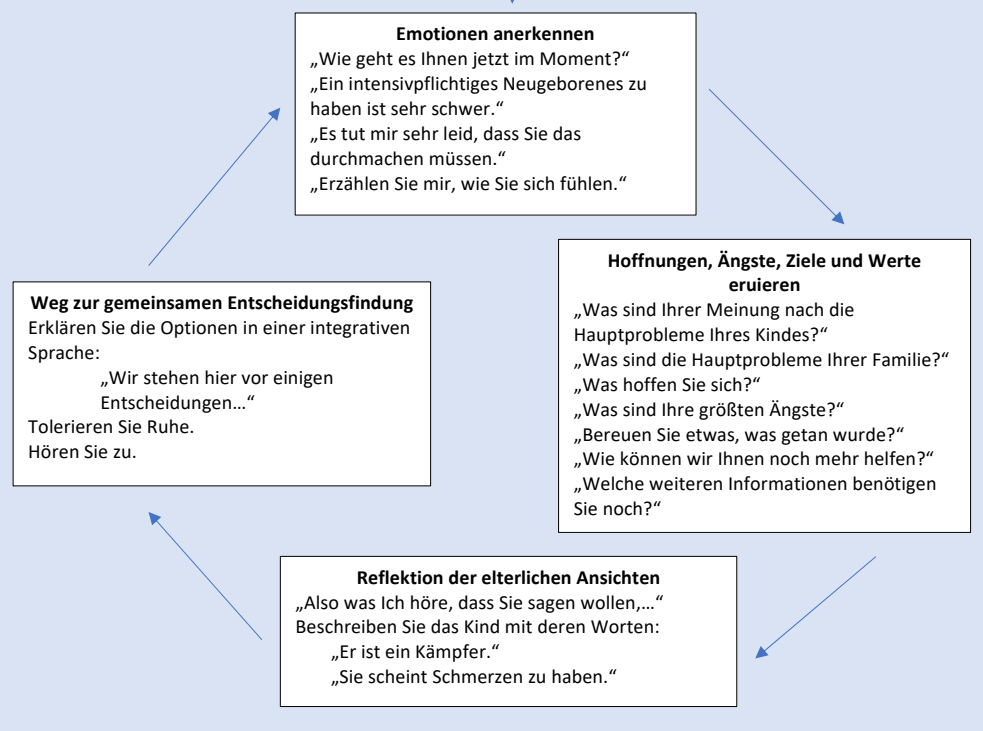 Emotionen anerkennen
„Wie geht es Ihnen jetzt im Moment?“
„Ein intensivpflichtiges Neugeborenes zu
haben ist sehr schwer.“
„Es tut mir sehr leid, dass Sie das
durchmachen müssen.“
„Erzählen Sie mir, wie Sie sich fühlen.“
Hoffnungen, Ängste, Ziele und Werte
eruieren
„Was sind Ihrer Meinung nach die
Hauptprobleme Ihres Kindes?“
„Was sind die Hauptprobleme Ihrer Familie?“
„Was hoffen Sie sich?“
„Was sind Ihre größten Ängste?“
„Bereuen Sie etwas, was getan wurde?“
„Wie können wir Ihnen noch mehr helfen?“
„Welche weiteren Informationen benötigen
Sie noch?“
Reflektion der elterlichen Ansichten
„Also was Ich höre, dass Sie sagen wollen,…“
Beschreiben Sie das Kind mit deren Worten:
„Er ist ein Kämpfer.“
„Sie scheint Schmerzen zu haben.“
Weg zur gemeinsamen Entscheidungsfindung
Erklären Sie die Optionen in einer integrativen
Sprache:
„Wir stehen hier vor einigen
Entscheidungen…“
Tolerieren Sie Ruhe.
Hören Sie zu.